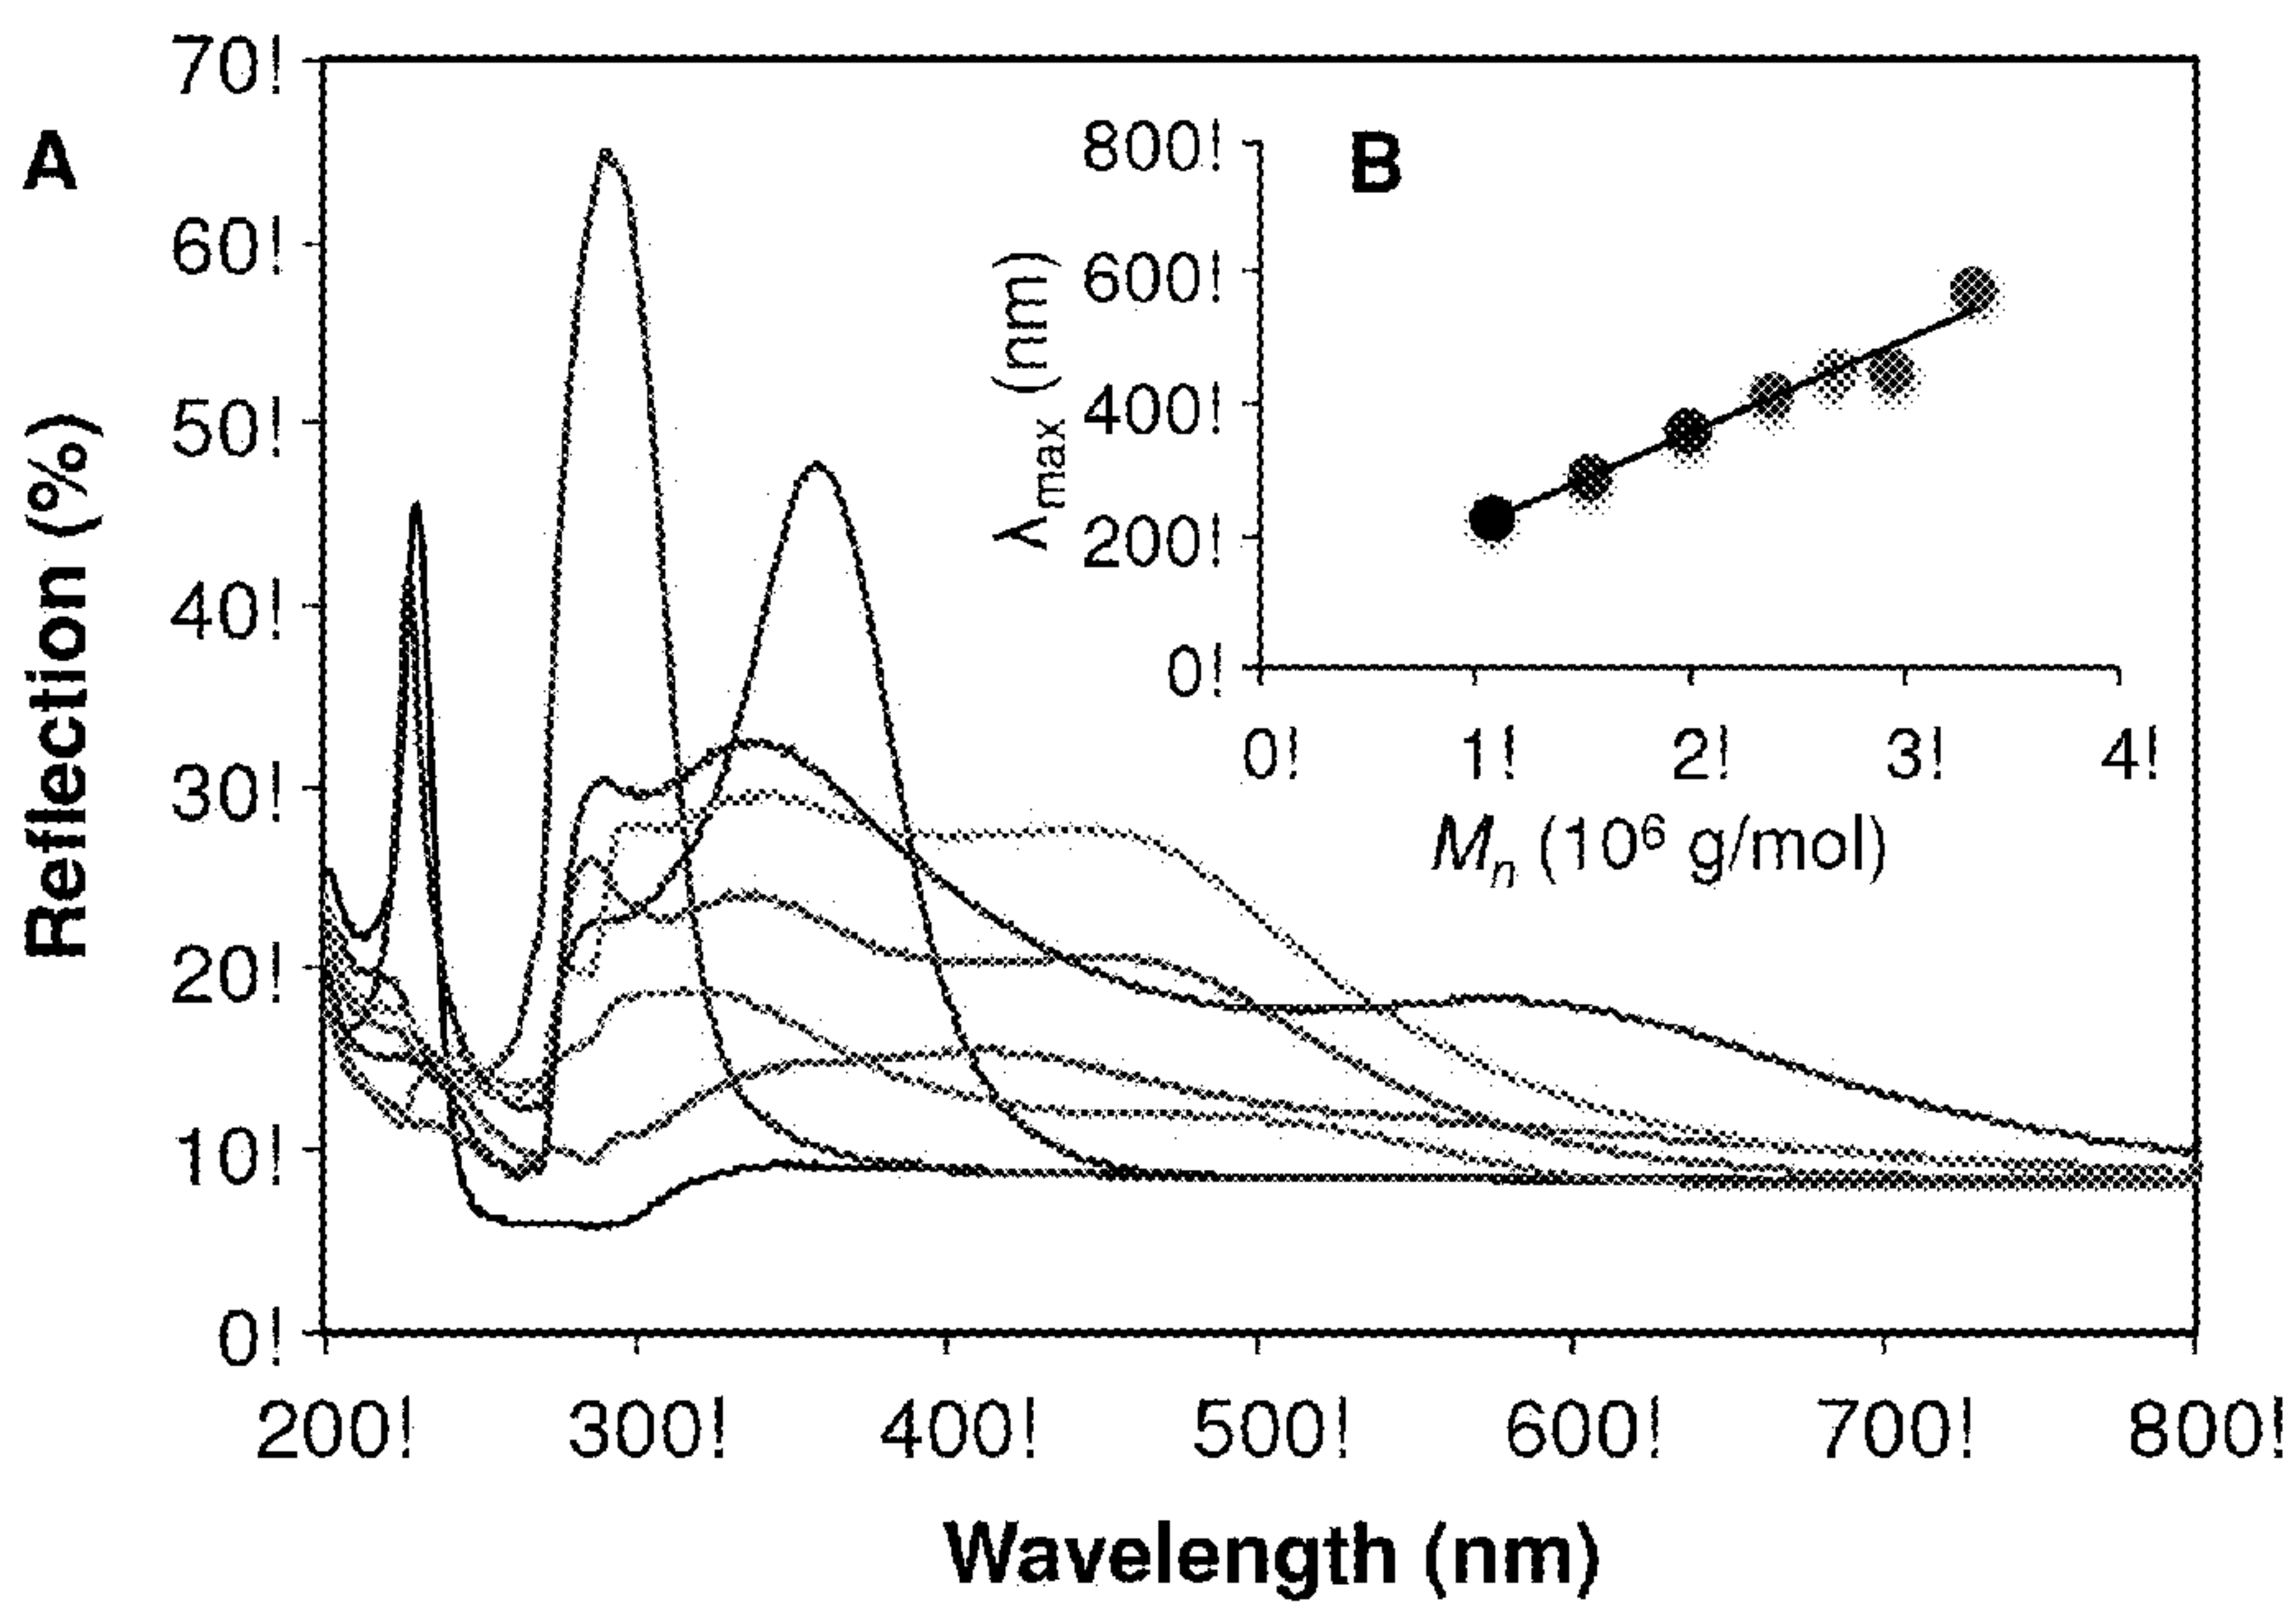 A
Reflection (%)
70!
60!
50!
40!
30!
20!
10!
0!
200! 300! 400! 500! 600! 700! 800!
Wavelength (nm)
B
λmax (nm)
800!
600!
400!
200!
0!
0! 1! 2! 3! 4!
Mn (10⁶ g/mol)